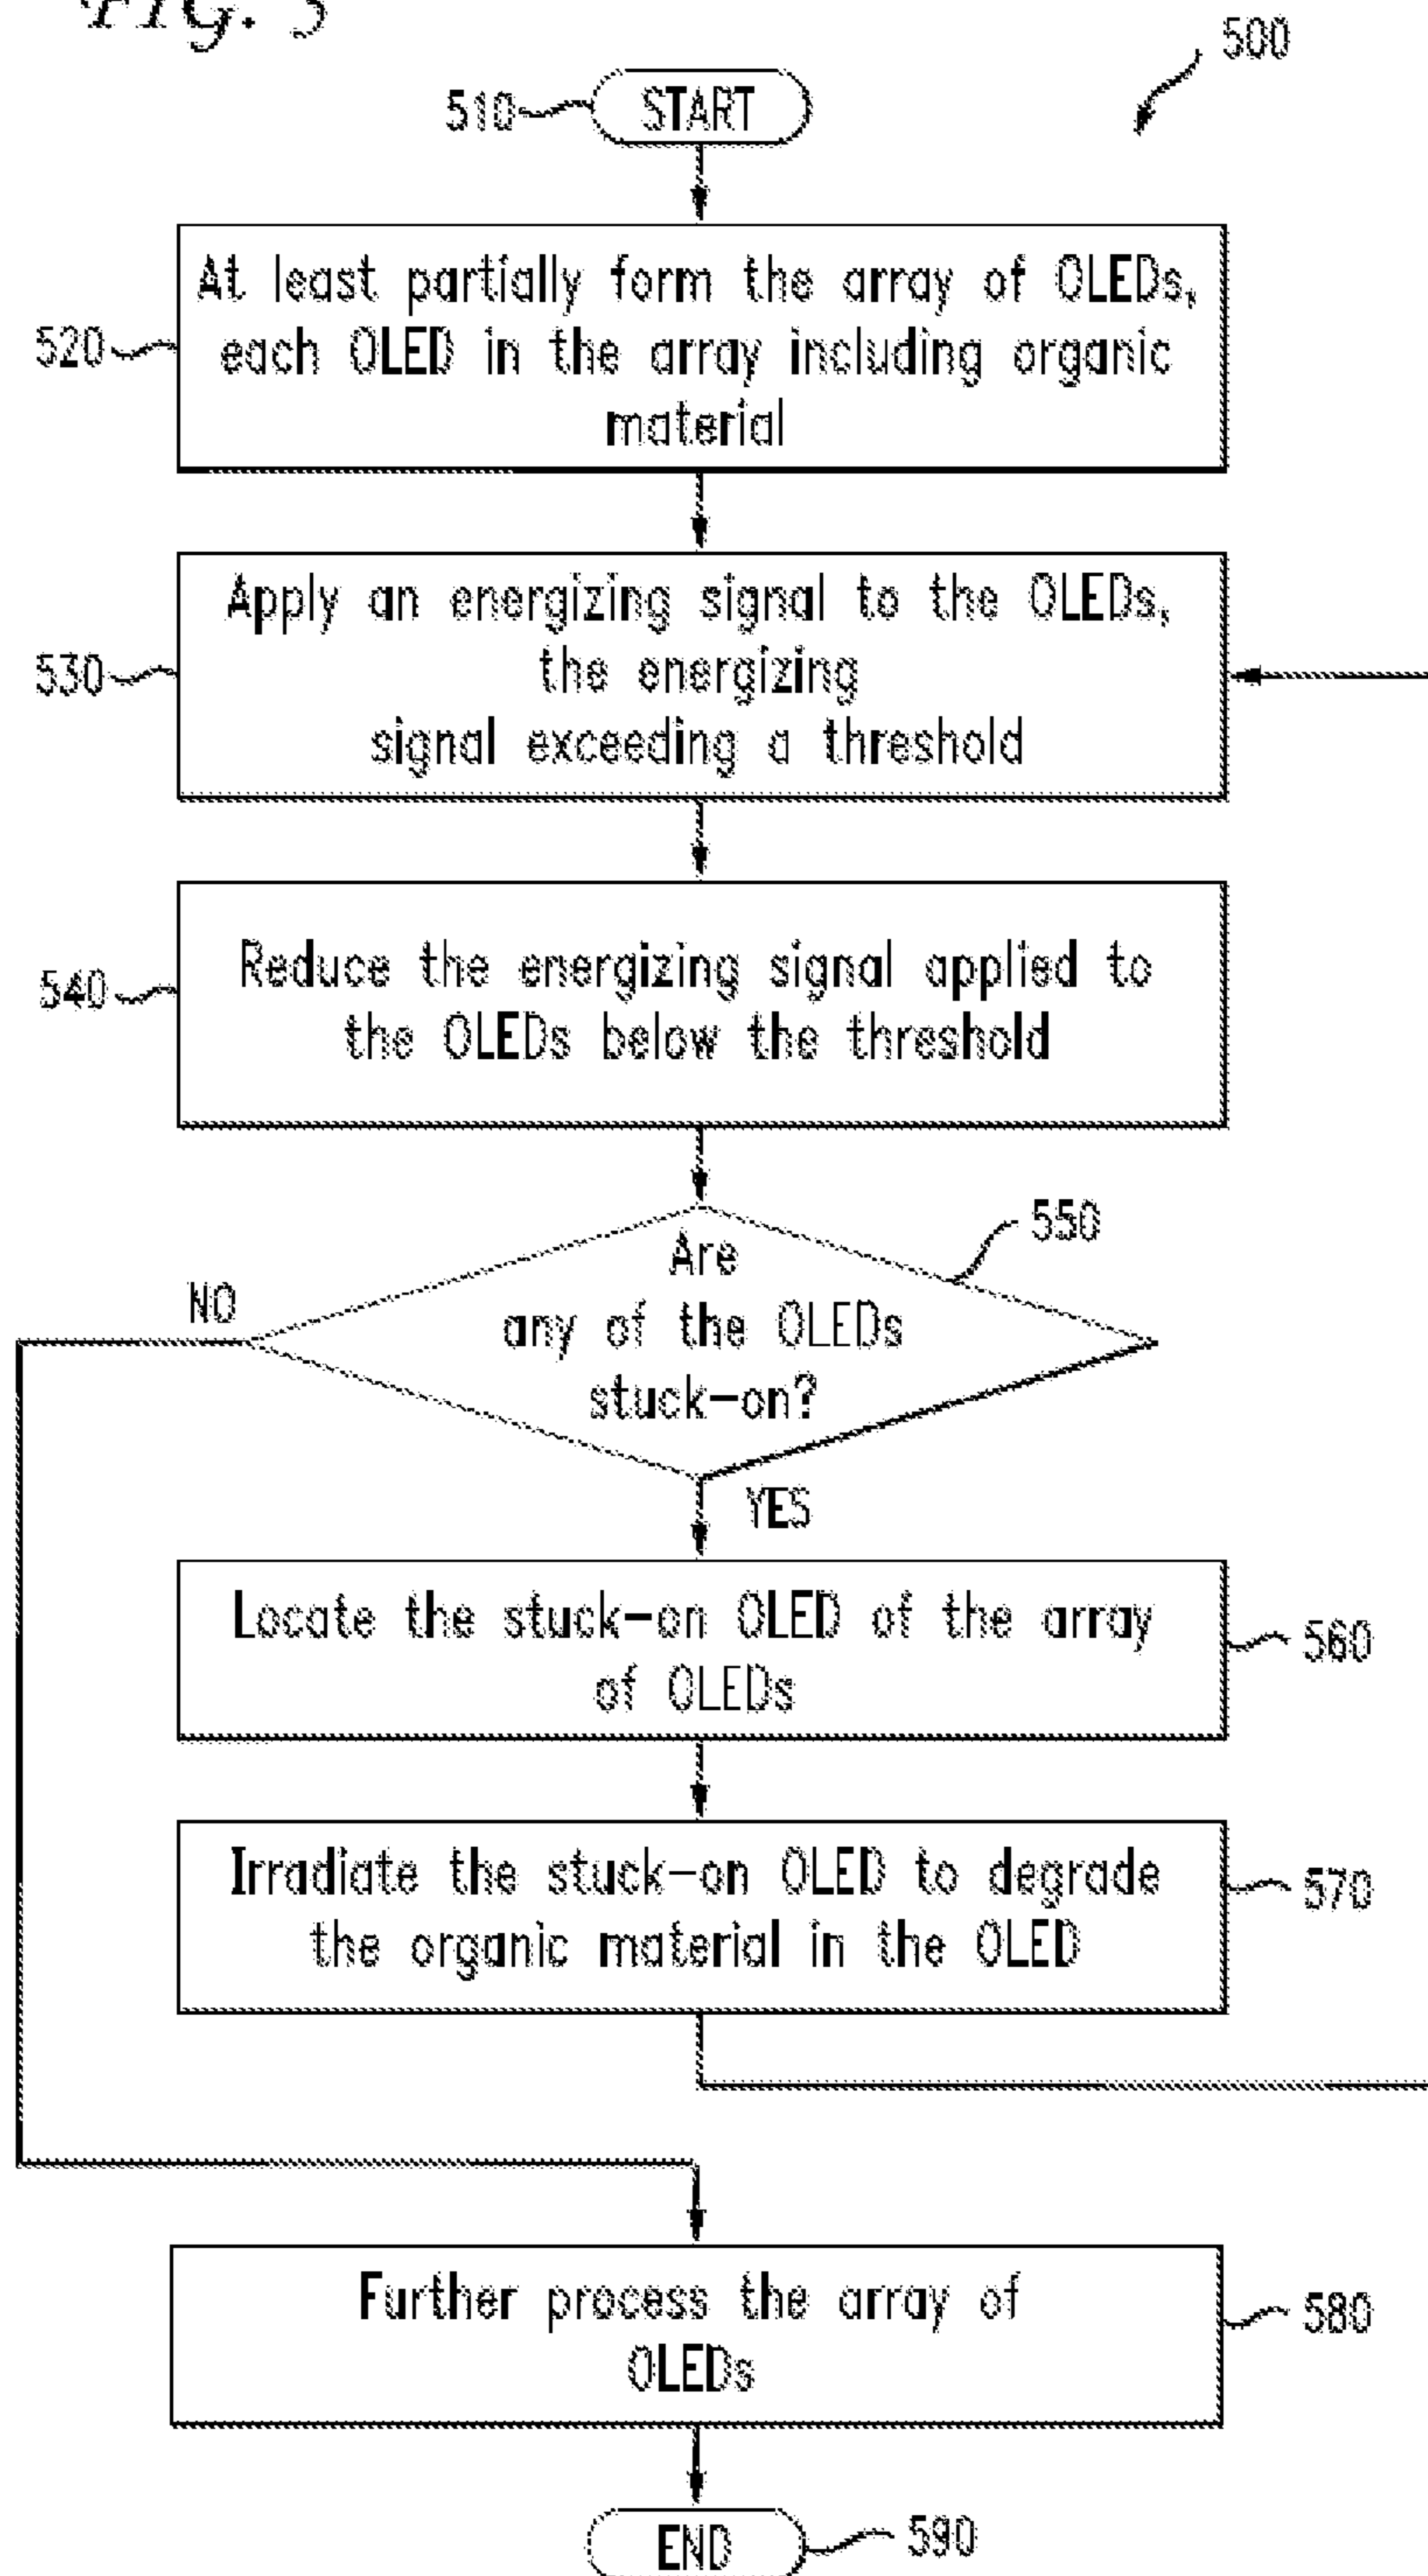 FIG. 5
500
510
START
At least partially form the array of OLEDs,
each OLED in the array including organic
material
520
Apply an energizing signal to the OLEDs,
the energizing
signal exceeding a threshold
530
Reduce the energizing signal applied to
the OLEDs below the threshold
540
Are
any of the OLEDs
stuck-on?
550
NO
YES
Locate the stuck-on OLED of the array
of OLEDs
560
Irradiate the stuck-on OLED to degrade
the organic material in the OLED
570
Further process the array of
OLEDs
580
END
590